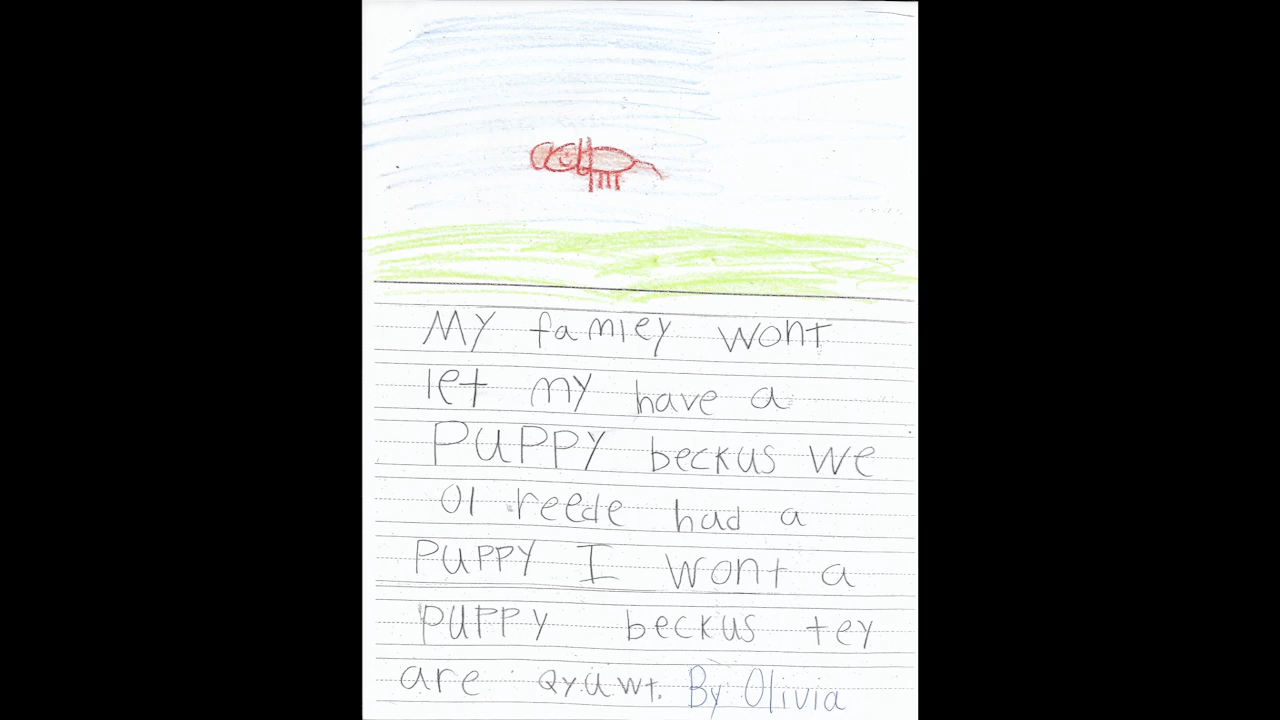 My famley wont
let my have a
PUPPY beckus we
Ol reede had a
PUPPY I wont a
PUPPY beckus tey
are qyuwt. By Olivia